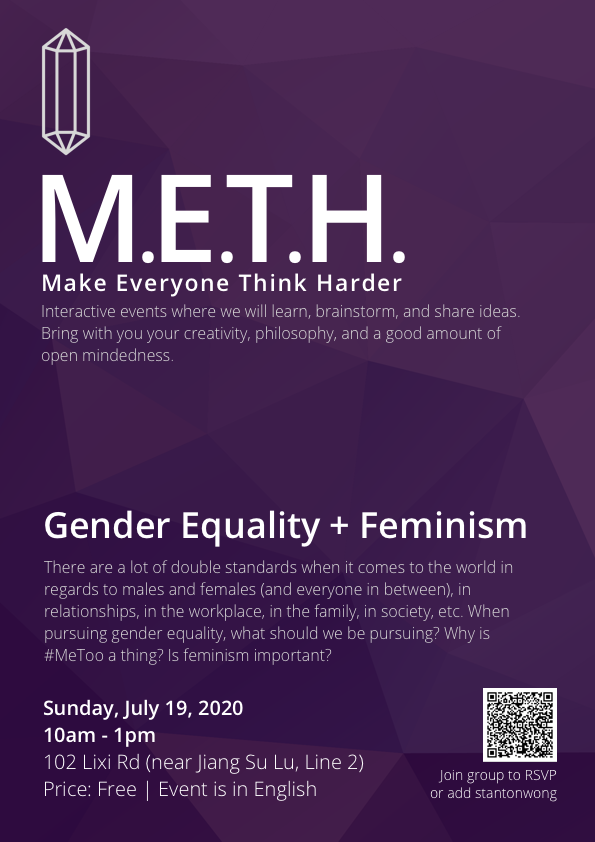 M.E.T.H.
Make Everyone Think Harder
Interactive events where we will learn, brainstorm, and share ideas.
Bring with you your creativity, philosophy, and a good amount of
open mindedness.
Gender Equality + Feminism
There are a lot of double standards when it comes to the world in
regards to males and females (and everyone in between), in
relationships, in the workplace, in the family, in society, etc. When
pursuing gender equality, what should we be pursuing? Why is
#MeToo a thing? Is feminism important?
Sunday, July 19, 2020
10am - 1pm
102 Lixi Rd (near Jiang Su Lu, Line 2)
Price: Free | Event is in English
Join group to RSVP
or add stantonwong